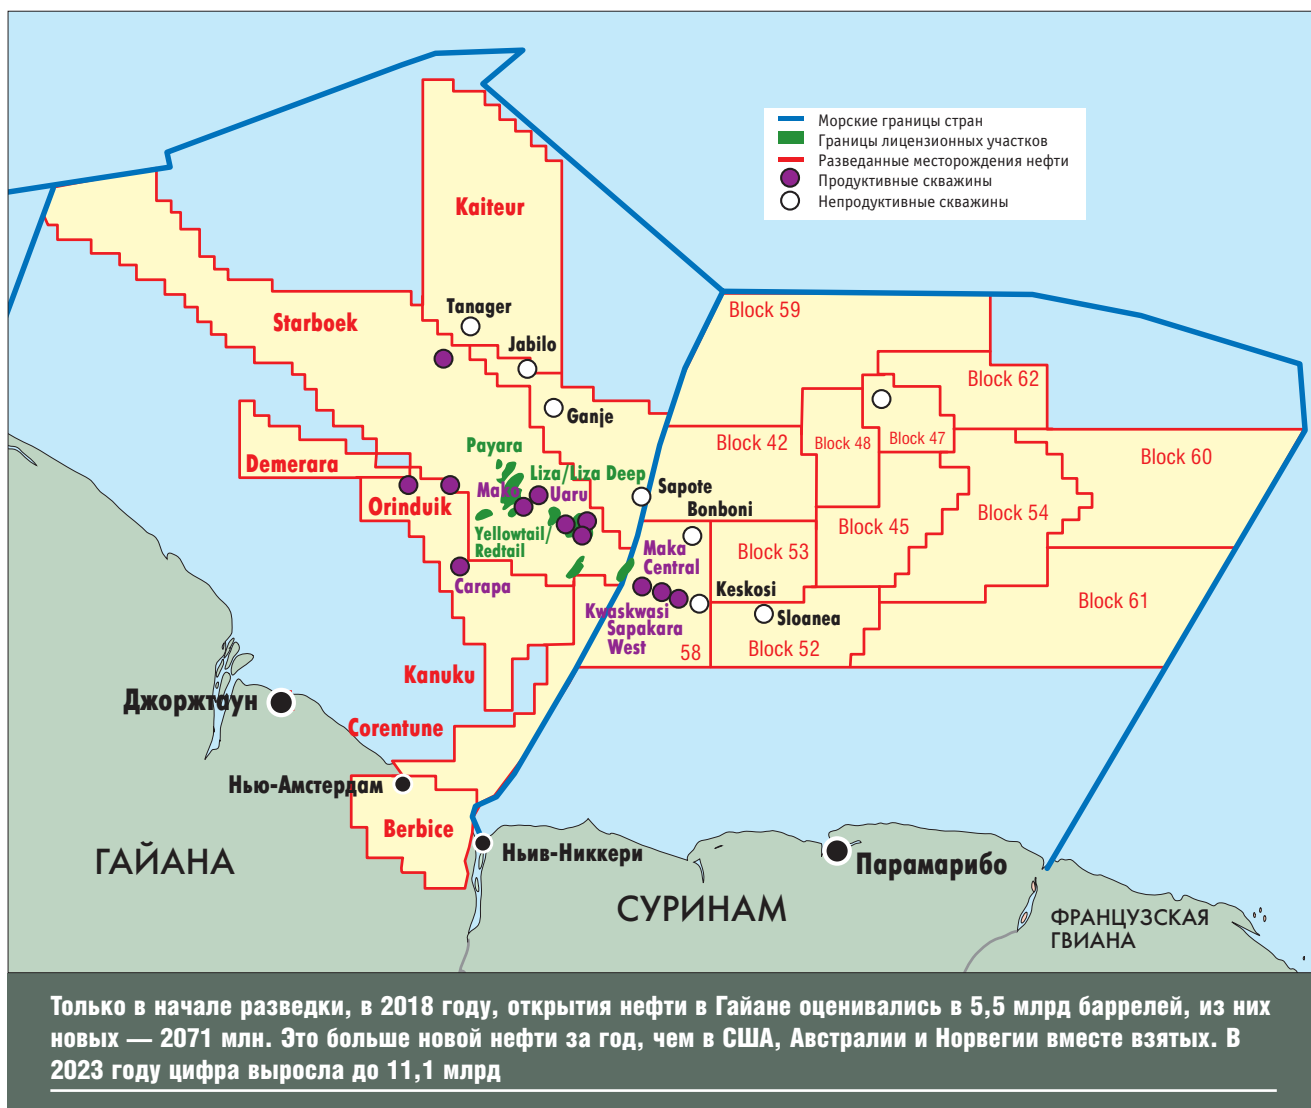 Морские границы стран
Границы лицензионных участков
Разведанные месторождения нефти
Продуктивные скважины
Непродуктивные скважины
Kaiteur
Tanager
Starboek
Jabilo
Ganje
Block 59
Block 62
Block 42
Block 48
Block 47
Block 60
Demerara
Payara
Liza/Liza Deep
Orinduik
Mako
Uaru
Sapote
Bonboni
Yellowtail/
Redtail
Block 45
Block 54
Maka
Central
Block 53
Carapa
Keskosi
Kwaskwasi
Sapakara
West
Sloanea
Block 61
58
Block 52
Kanuku
Джоржтаун
Corentune
Нью-Амстердам
Berbice
Ньив-Никкери
Парамарибо
ГАЙАНА
СУРИНАМ
ФРАНЦУЗСКАЯ
ГВИАНА
Только в начале разведки, в 2018 году, открытия нефти в Гайане оценивались в 5,5 млрд баррелей, из них
новых — 2071 млн. Это больше новой нефти за год, чем в США, Австралии и Норвегии вместе взятых. В
2023 году цифра выросла до 11,1 млрд